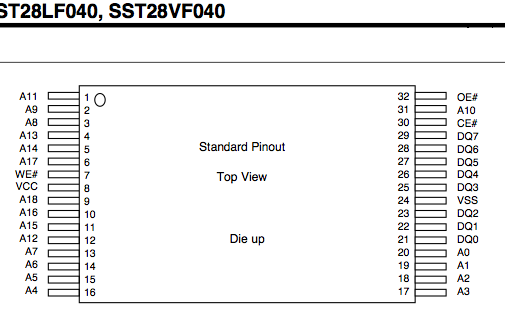 ST28LF040, SST28VF040
A11 1 32 OE#
A9 2 31 A10
A8 3 30 CE#
A13 4 29 DQ7
A14 5 Standard Pinout 28 DQ6
A17 6 27 DQ5
WE# 7 Top View 26 DQ4
VCC 8 25 DQ3
A18 9 24 VSS
A16 10 23 DQ2
A15 11 22 DQ1
A12 12 Die up 21 DQ0
A7 13 20 A0
A6 14 19 A1
A5 15 18 A2
A4 16 17 A3